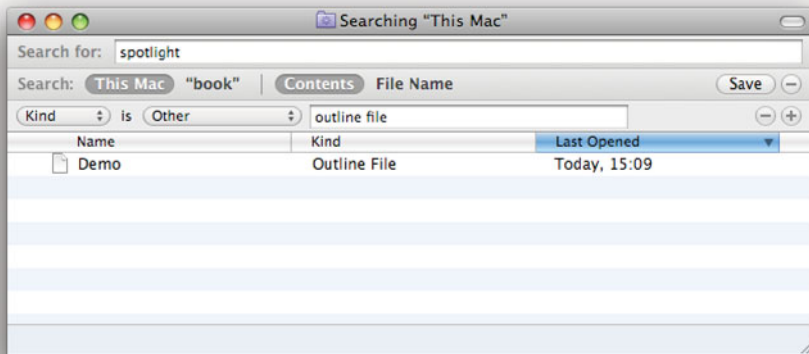 Searching “This Mac”
Search for: spotlight
Search: This Mac “book” Contents File Name Save
Kind is Other outline file
Name Kind Last Opened
Demo Outline File Today, 15:09